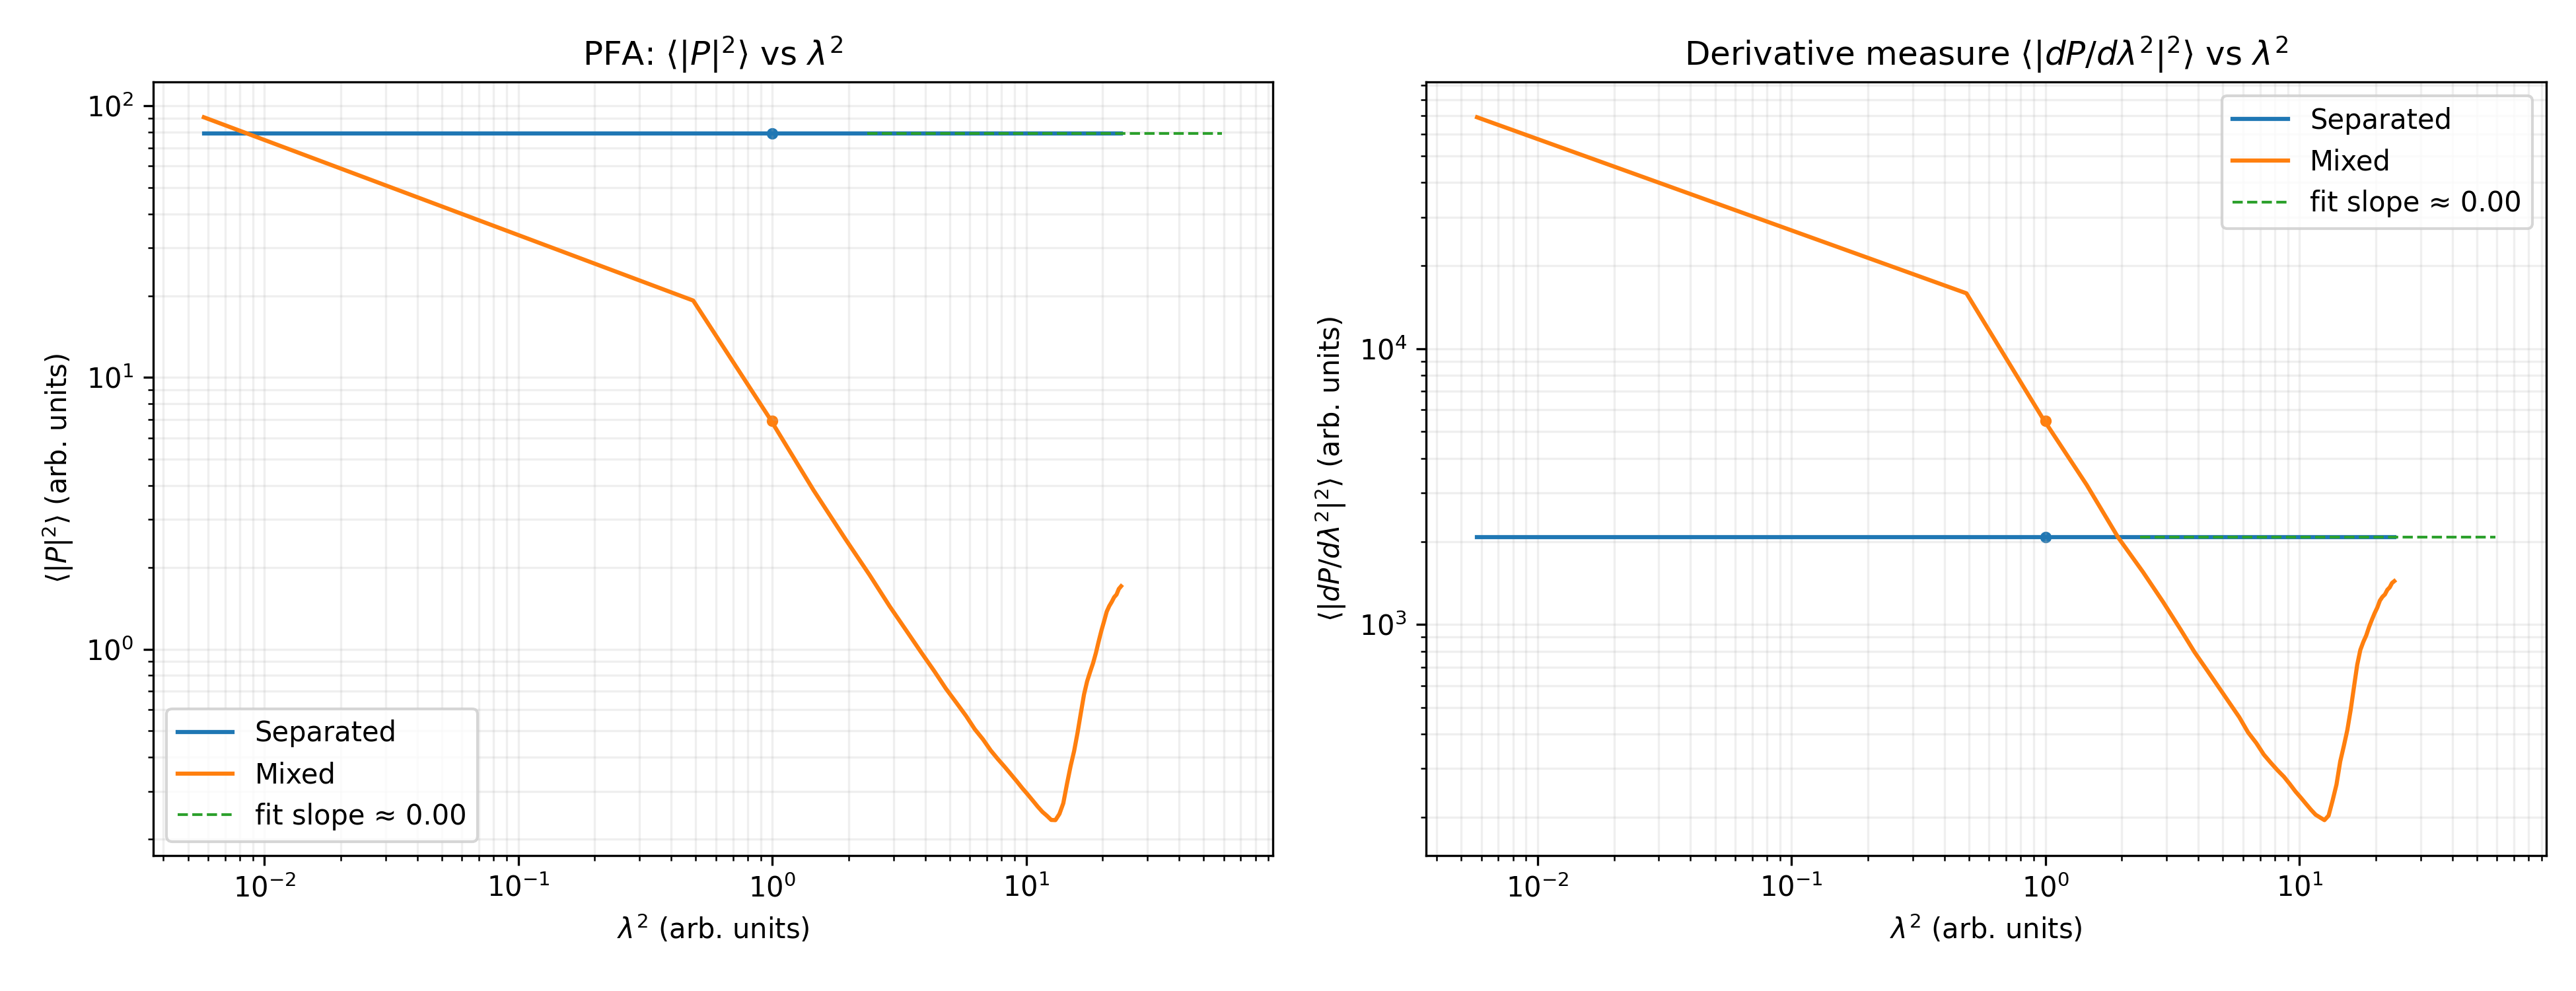 PFA: ⟨|P|²⟩ vs λ²
10²
10¹
10⁰
⟨|P|²⟩ (arb. units)
Separated
Mixed
fit slope ≈ 0.00
10⁻² 10⁻¹ 10⁰ 10¹
λ² (arb. units)
Derivative measure ⟨|dP/dλ²|²⟩ vs λ²
10⁴
10³
⟨|dP/dλ²|²⟩ (arb. units)
Separated
Mixed
fit slope ≈ 0.00
10⁻² 10⁻¹ 10⁰ 10¹
λ² (arb. units)